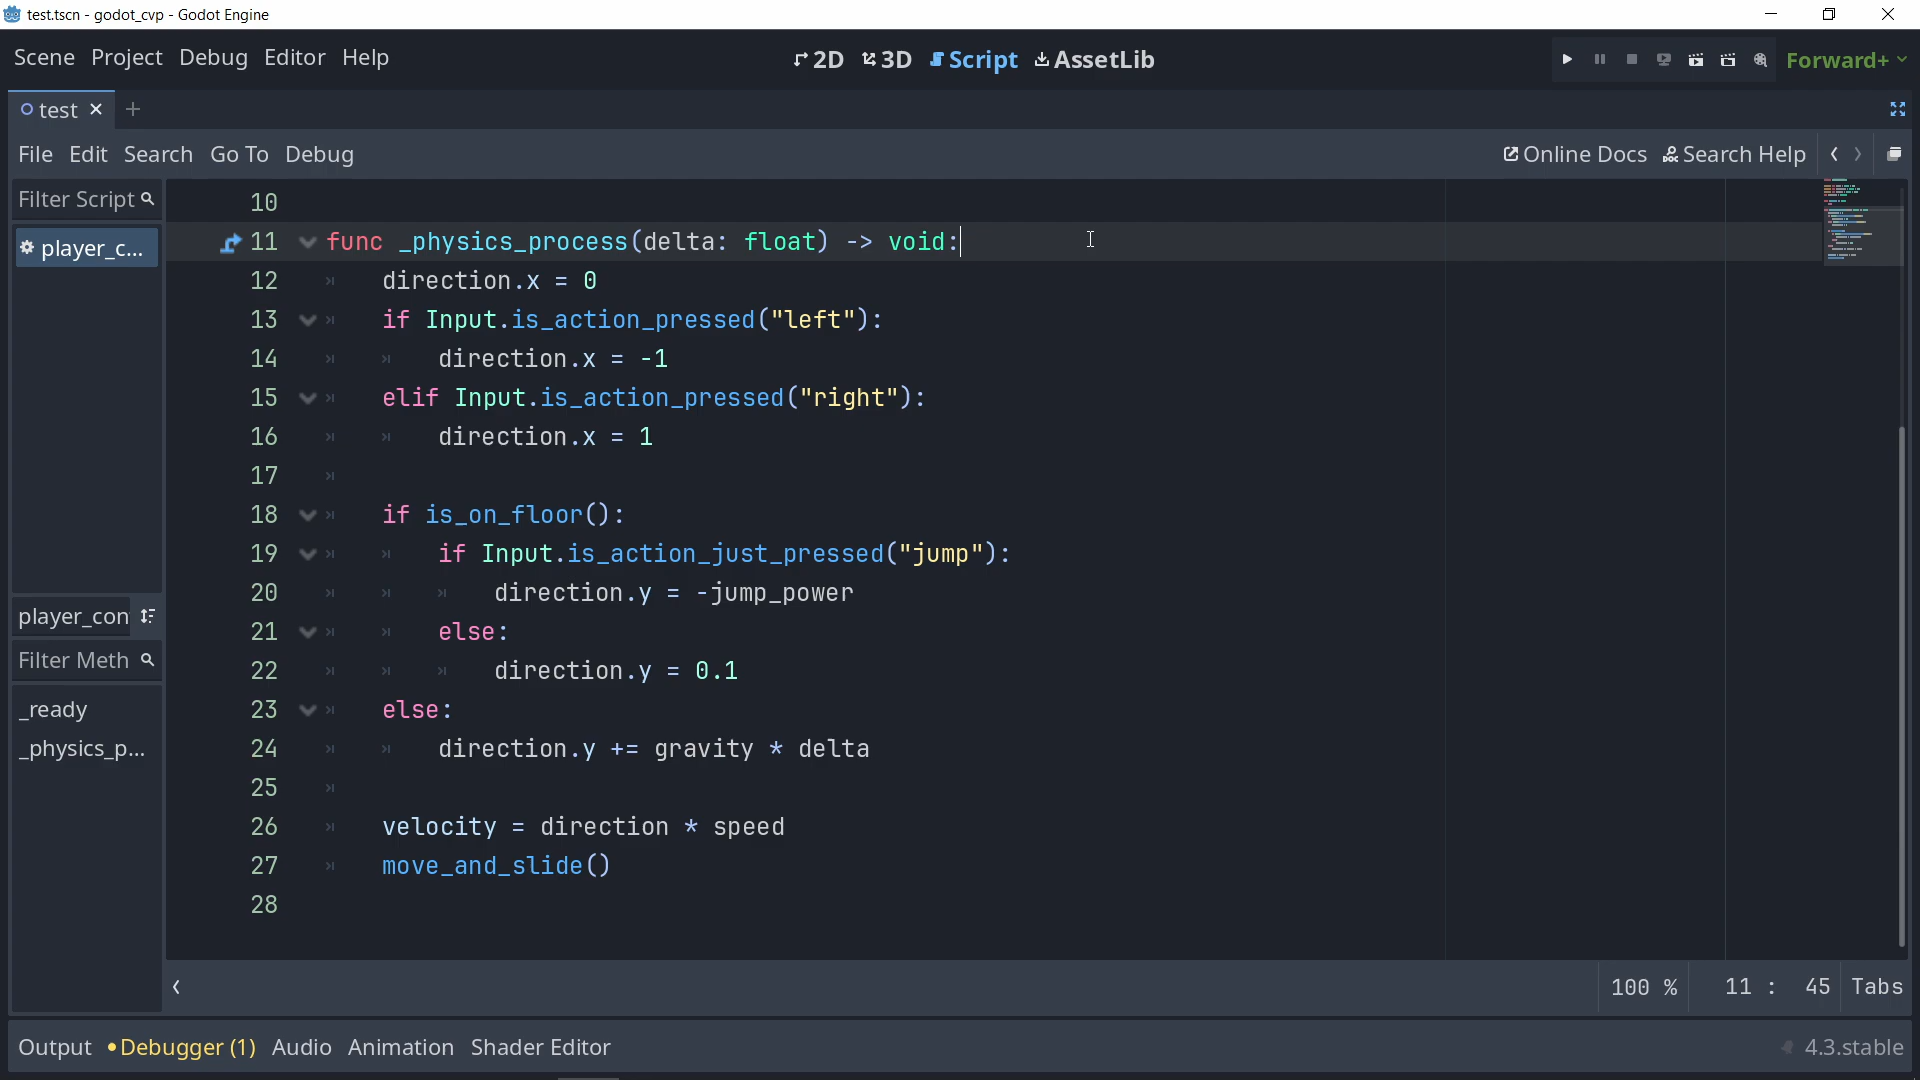 test.tscn - godot_cvp - Godot Engine
Scene Project Debug Editor Help
2D 3D Script AssetLib
Forward+
test
File Edit Search Go To Debug
Online Docs Search Help
Filter Script
player_c...
player_con
Filter Meth
_ready
_physics_p...
10
11 func _physics_process(delta: float) -> void:
12 direction.x = 0
13 if Input.is_action_pressed("left"):
14 direction.x = -1
15 elif Input.is_action_pressed("right"):
16 direction.x = 1
17
18 if is_on_floor():
19 if Input.is_action_just_pressed("jump"):
20 direction.y = -jump_power
21 else:
22 direction.y = 0.1
23 else:
24 direction.y += gravity * delta
25
26 velocity = direction * speed
27 move_and_slide()
28
100 % 11 : 45 Tabs
Output Debugger (1) Audio Animation Shader Editor
4.3.stable